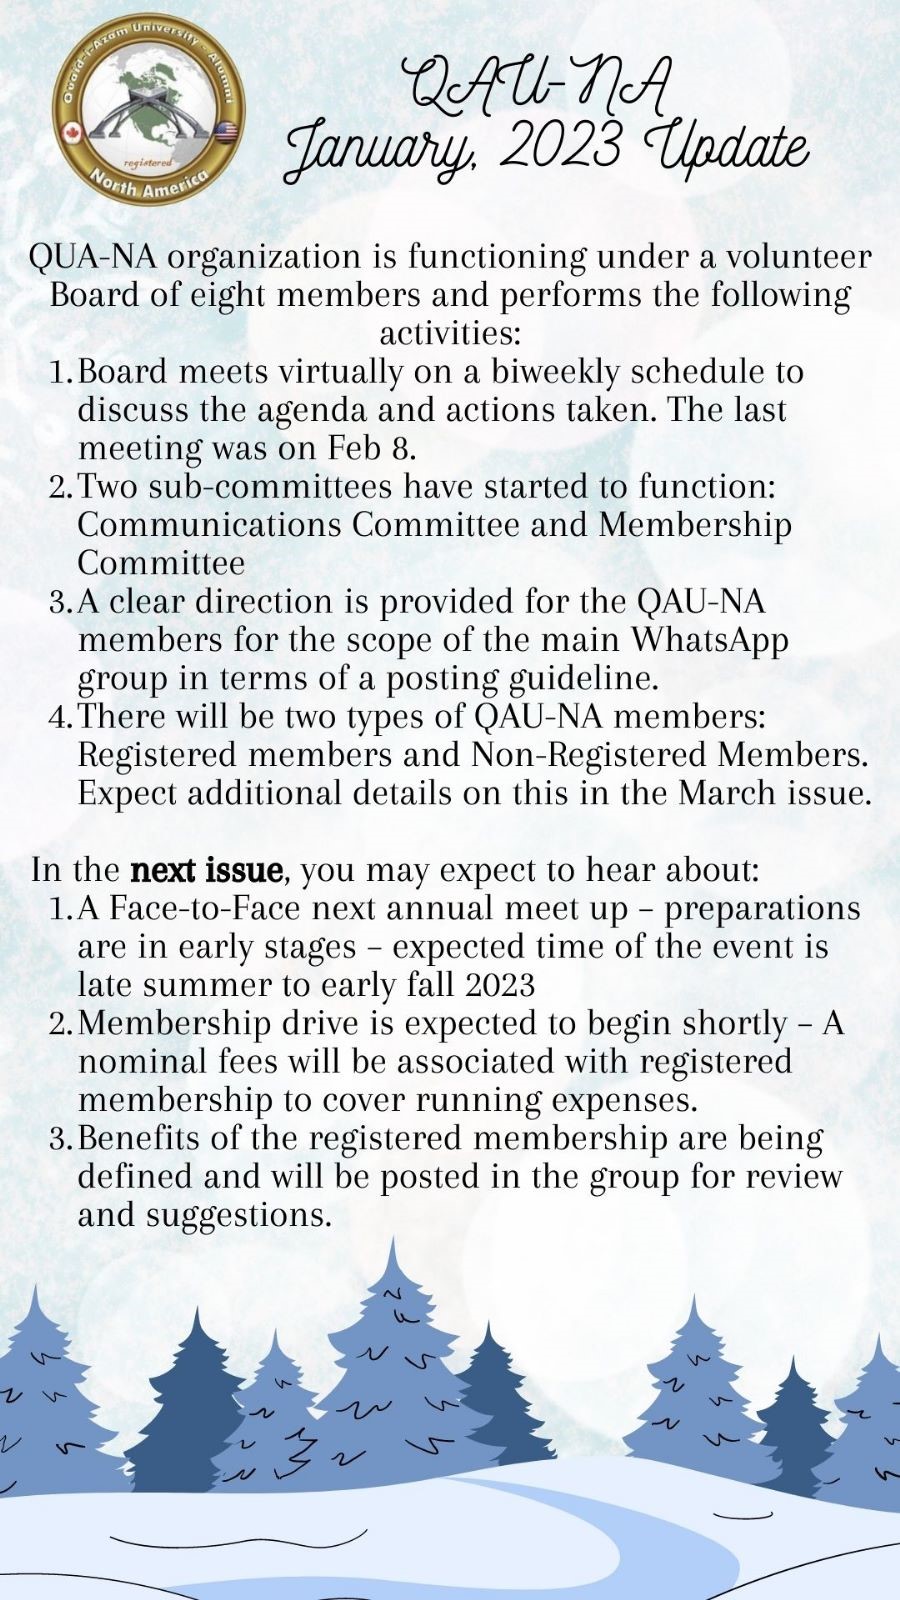 Quaid-i-Azam University - Alumni
registered
North America
QAU-NA
January, 2023 Update
QUA-NA organization is functioning under a volunteer
Board of eight members and performs the following
activities:
1. Board meets virtually on a biweekly schedule to
discuss the agenda and actions taken. The last
meeting was on Feb 8.
2. Two sub-committees have started to function:
Communications Committee and Membership
Committee
3. A clear direction is provided for the QAU-NA
members for the scope of the main WhatsApp
group in terms of a posting guideline.
4. There will be two types of QAU-NA members:
Registered members and Non-Registered Members.
Expect additional details on this in the March issue.
In the next issue, you may expect to hear about:
1. A Face-to-Face next annual meet up – preparations
are in early stages – expected time of the event is
late summer to early fall 2023
2. Membership drive is expected to begin shortly – A
nominal fees will be associated with registered
membership to cover running expenses.
3. Benefits of the registered membership are being
defined and will be posted in the group for review
and suggestions.